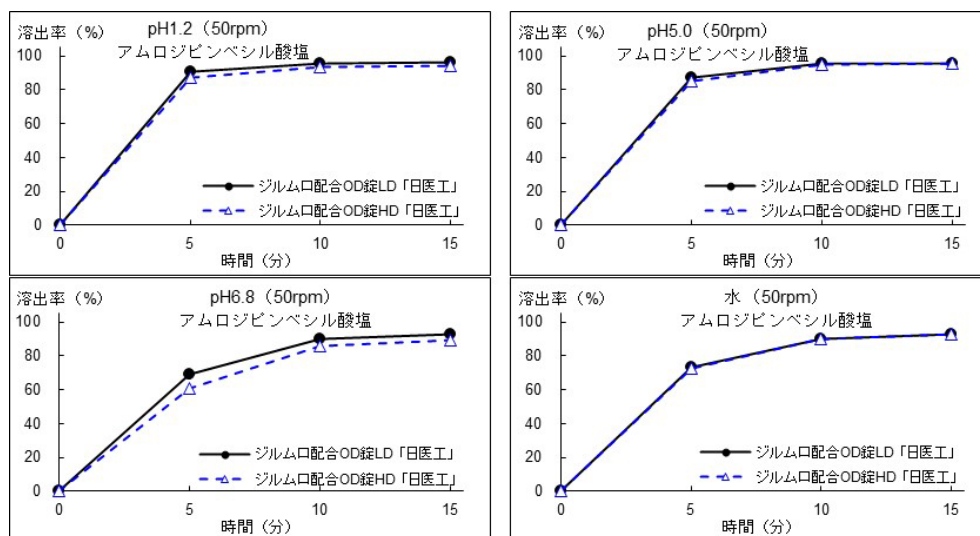 溶出率（%）
pH1.2（50rpm）
アムロジピンベシル酸塩
100
80
60
40
20
0
ジルムロ配合OD錠LD「日医工」
ジルムロ配合OD錠HD「日医工」
0 5 10 15
時間（分）
溶出率（%）
pH5.0（50rpm）
アムロジピンベシル酸塩
100
80
60
40
20
0
ジルムロ配合OD錠LD「日医工」
ジルムロ配合OD錠HD「日医工」
0 5 10 15
時間（分）
溶出率（%）
pH6.8（50rpm）
アムロジピンベシル酸塩
100
80
60
40
20
0
ジルムロ配合OD錠LD「日医工」
ジルムロ配合OD錠HD「日医工」
0 5 10 15
時間（分）
溶出率（%）
水（50rpm）
アムロジピンベシル酸塩
100
80
60
40
20
0
ジルムロ配合OD錠LD「日医工」
ジルムロ配合OD錠HD「日医工」
0 5 10 15
時間（分）